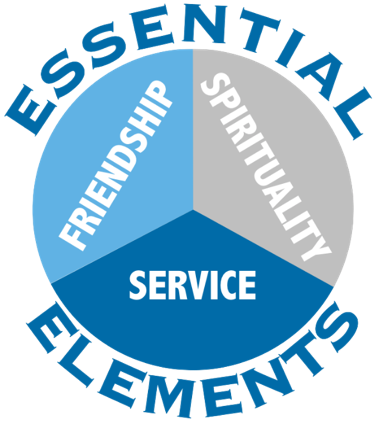 ESSENTIAL
FRIENDSHIP
SPIRITUALITY
SERVICE
ELEMENTS